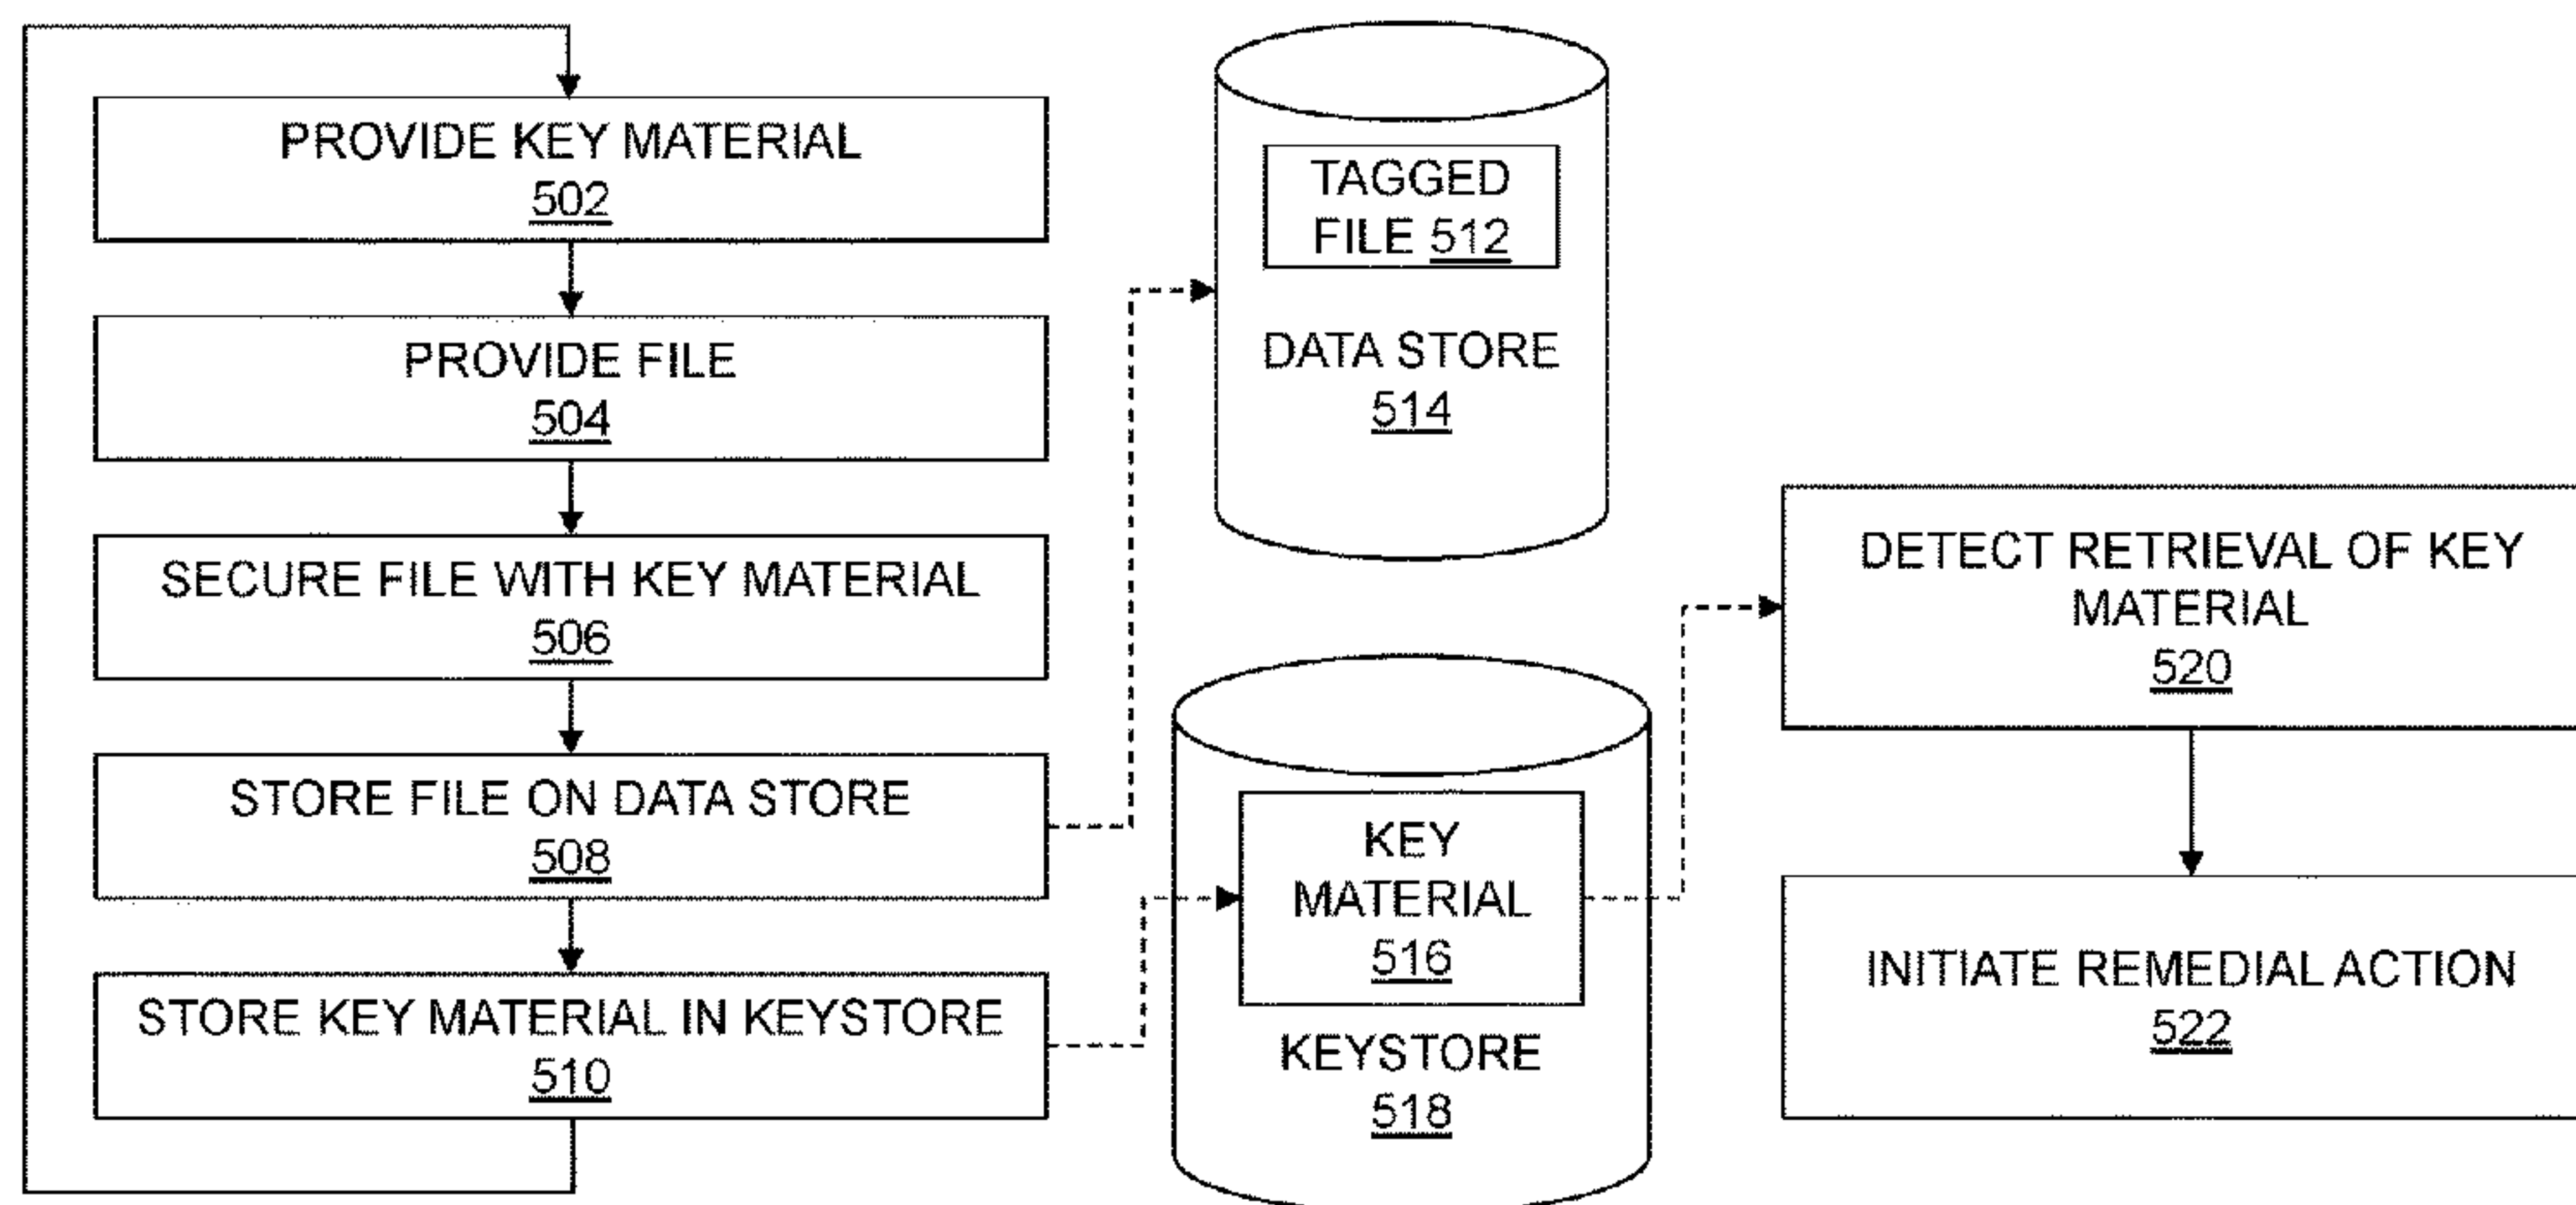 PROVIDE KEY MATERIAL
502
PROVIDE FILE
504
SECURE FILE WITH KEY MATERIAL
506
STORE FILE ON DATA STORE
508
STORE KEY MATERIAL IN KEYSTORE
510
TAGGED
FILE 512
DATA STORE
514
KEY
MATERIAL
516
KEYSTORE
518
DETECT RETRIEVAL OF KEY
MATERIAL
520
INITIATE REMEDIAL ACTION
522